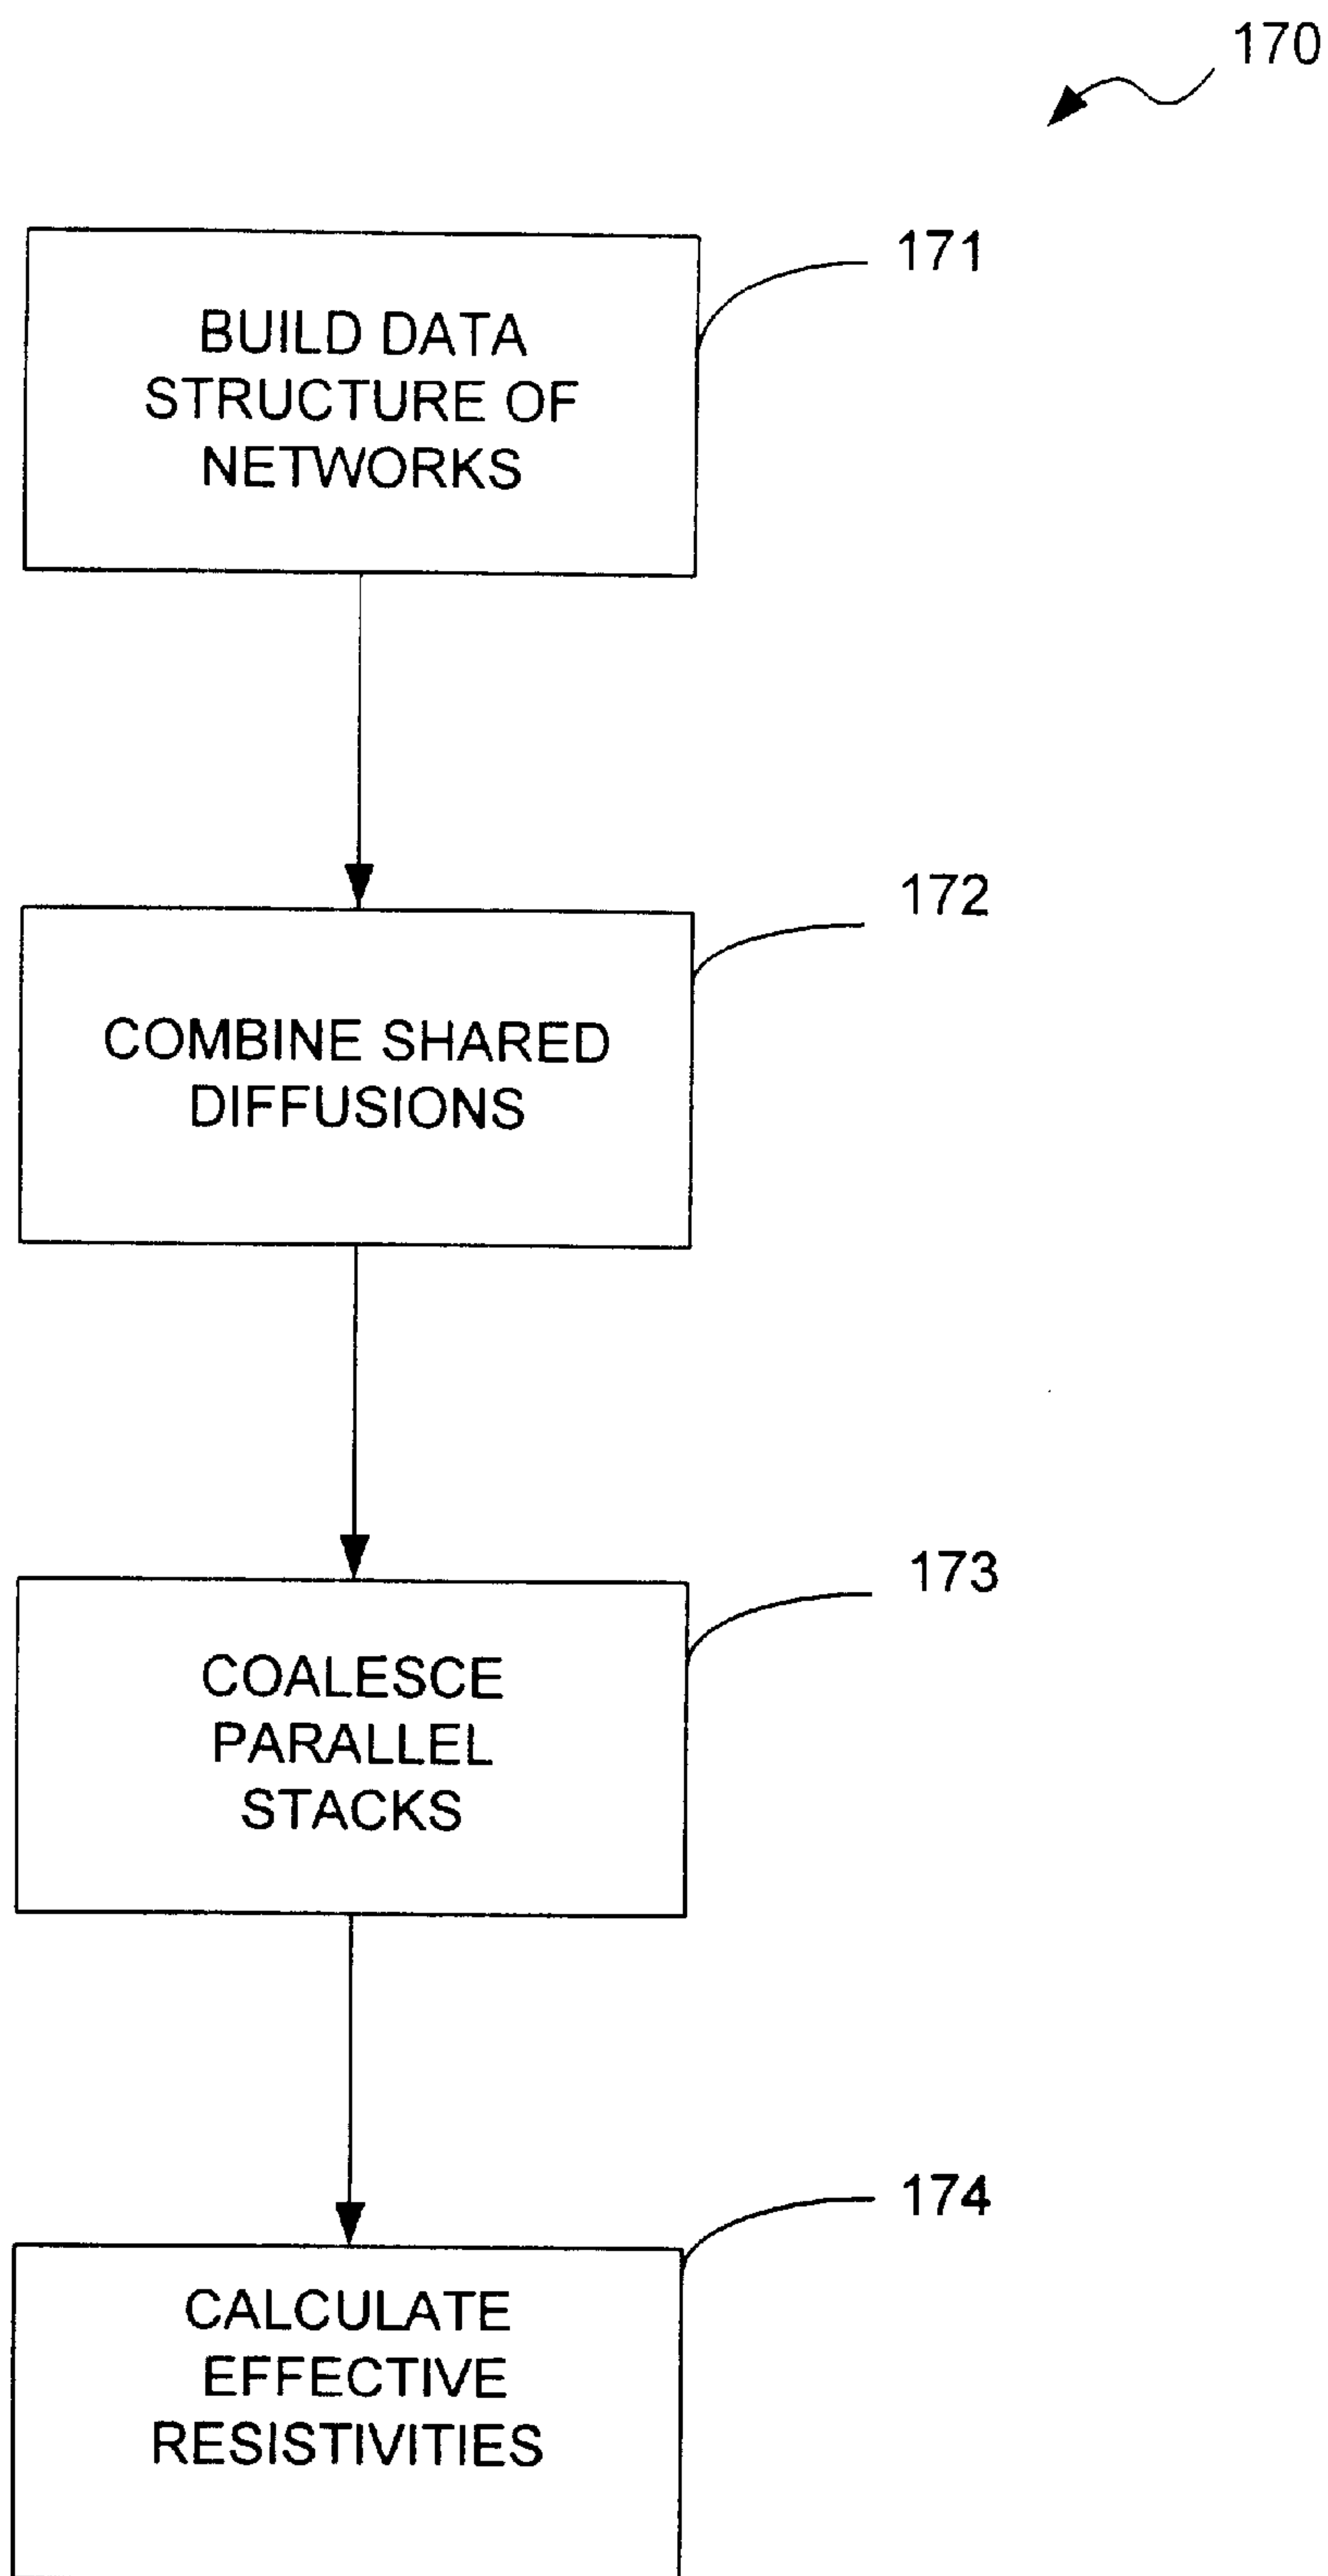 170
171
BUILD DATA
STRUCTURE OF
NETWORKS
172
COMBINE SHARED
DIFFUSIONS
173
COALESCE
PARALLEL
STACKS
174
CALCULATE
EFFECTIVE
RESISTIVITIES